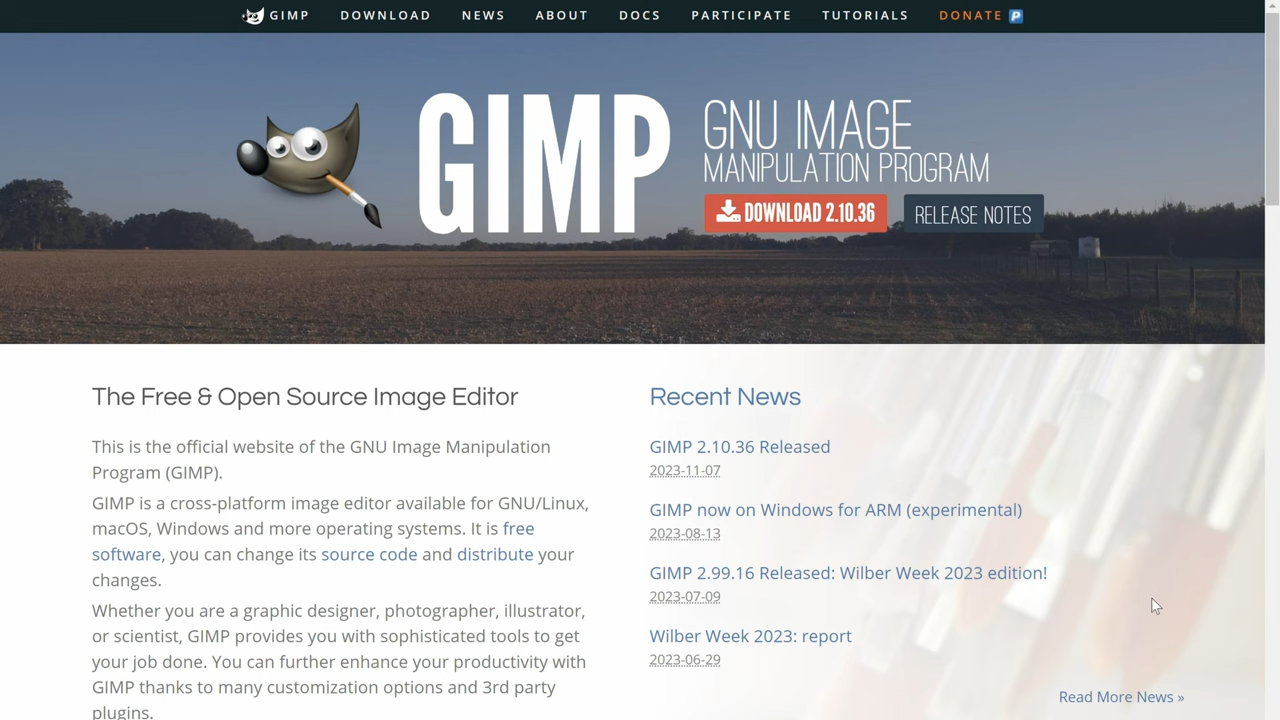 GIMP DOWNLOAD NEWS ABOUT DOCS PARTICIPATE TUTORIALS DONATE P
GIMP
GNU IMAGE
MANIPULATION PROGRAM
DOWNLOAD 2.10.36
RELEASE NOTES
The Free & Open Source Image Editor
This is the official website of the GNU Image Manipulation
Program (GIMP).
GIMP is a cross-platform image editor available for GNU/Linux,
macOS, Windows and more operating systems. It is free
software, you can change its source code and distribute your
changes.
Whether you are a graphic designer, photographer, illustrator,
or scientist, GIMP provides you with sophisticated tools to get
your job done. You can further enhance your productivity with
GIMP thanks to many customization options and 3rd party
plugins.
Recent News
GIMP 2.10.36 Released
2023-11-07
GIMP now on Windows for ARM (experimental)
2023-08-13
GIMP 2.99.16 Released: Wilber Week 2023 edition!
2023-07-09
Wilber Week 2023: report
2023-06-29
Read More News »